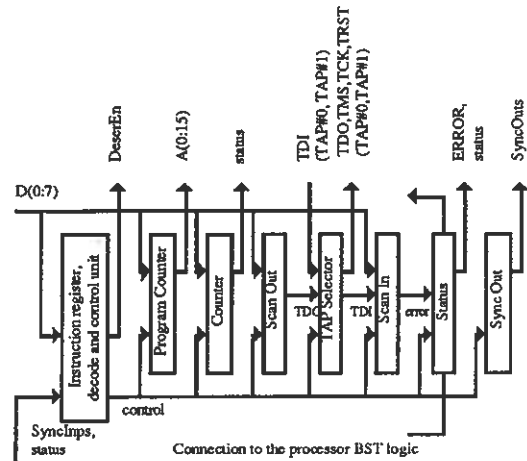 DeserEn
A(0:15)
status
TDI
(TAP#0, TAP#1)
TDO,TMS,TCK,TRST
(TAP#0,TAP#1)
ERROR,
status
SyncOuts
D(0:7)
Instruction register,
decode and control unit
Program Counter
Counter
Scan Out
TDO
TAP Selector
TDI
Scan In
error
Status
Sync Out
control
SyncInps,
status
Connection to the processor BST logic